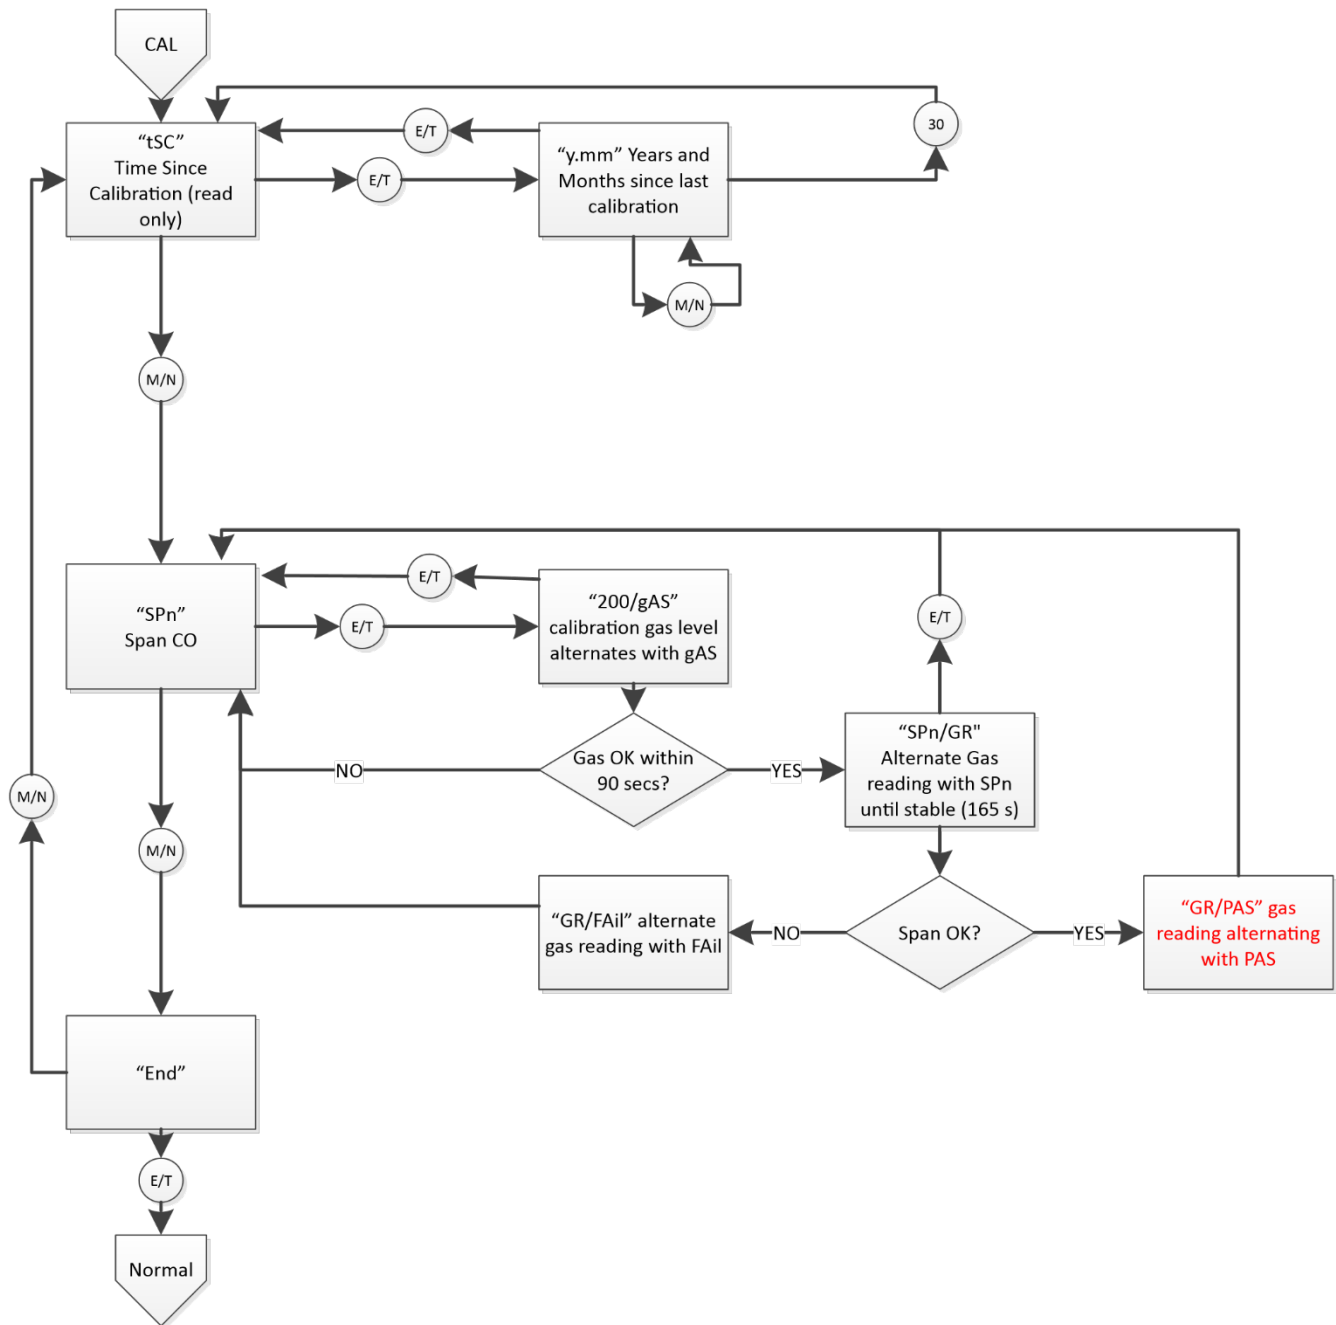 CAL
30
“tSC”
Time Since
Calibration (read
only)
E/T
E/T
“y.mm” Years and
Months since last
calibration
M/N
M/N
“SPn”
Span CO
E/T
E/T
“200/gAS”
calibration gas level
alternates with gAS
E/T
Gas OK within
90 secs?
NO
YES
“SPn/GR"
Alternate Gas
reading with SPn
until stable (165 s)
M/N
M/N
“GR/FAil” alternate
gas reading with FAil
NO
Span OK?
YES
“GR/PAS” gas
reading alternating
with PAS
“End”
E/T
Normal